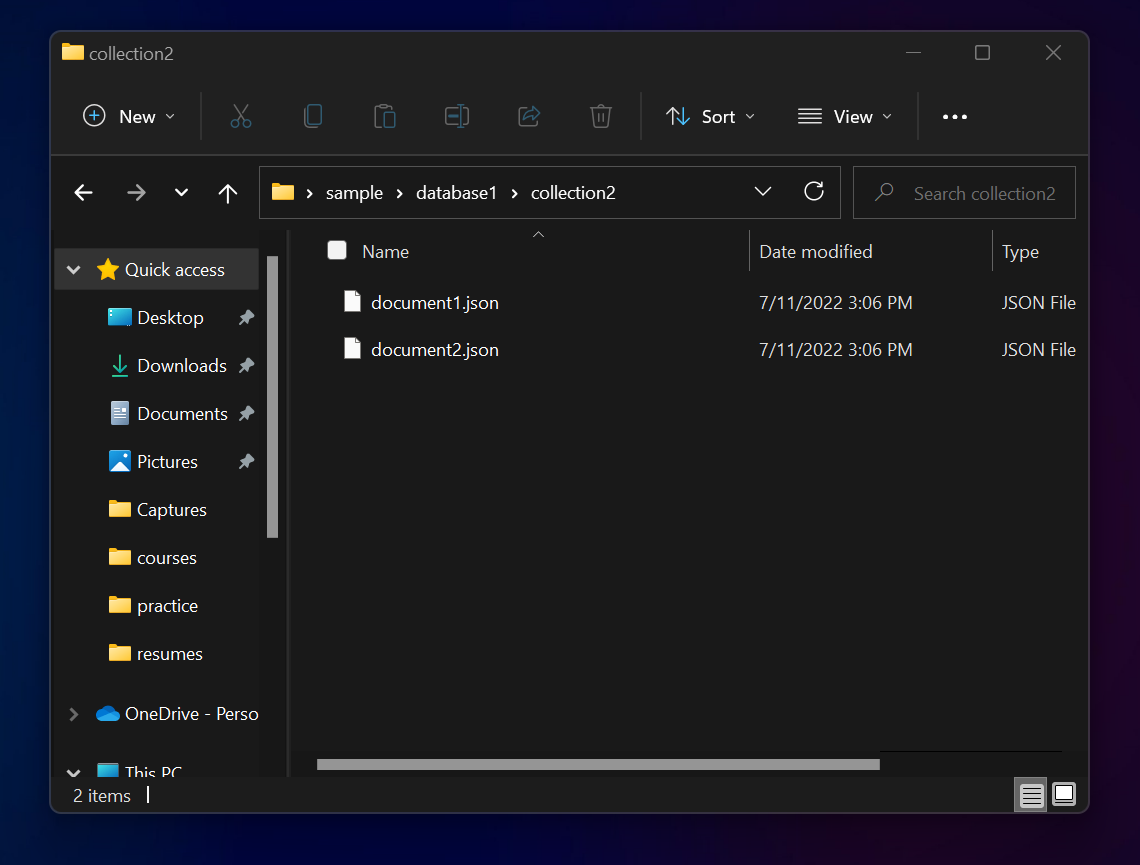 collection2
New
Sort
View
sample
database1
collection2
Search collection2
Name
Date modified
Type
document1.json 7/11/2022 3:06 PM JSON File
document2.json 7/11/2022 3:06 PM JSON File
Quick access
Desktop
Downloads
Documents
Pictures
Captures
courses
practice
resumes
OneDrive - Perso
This PC
2 items